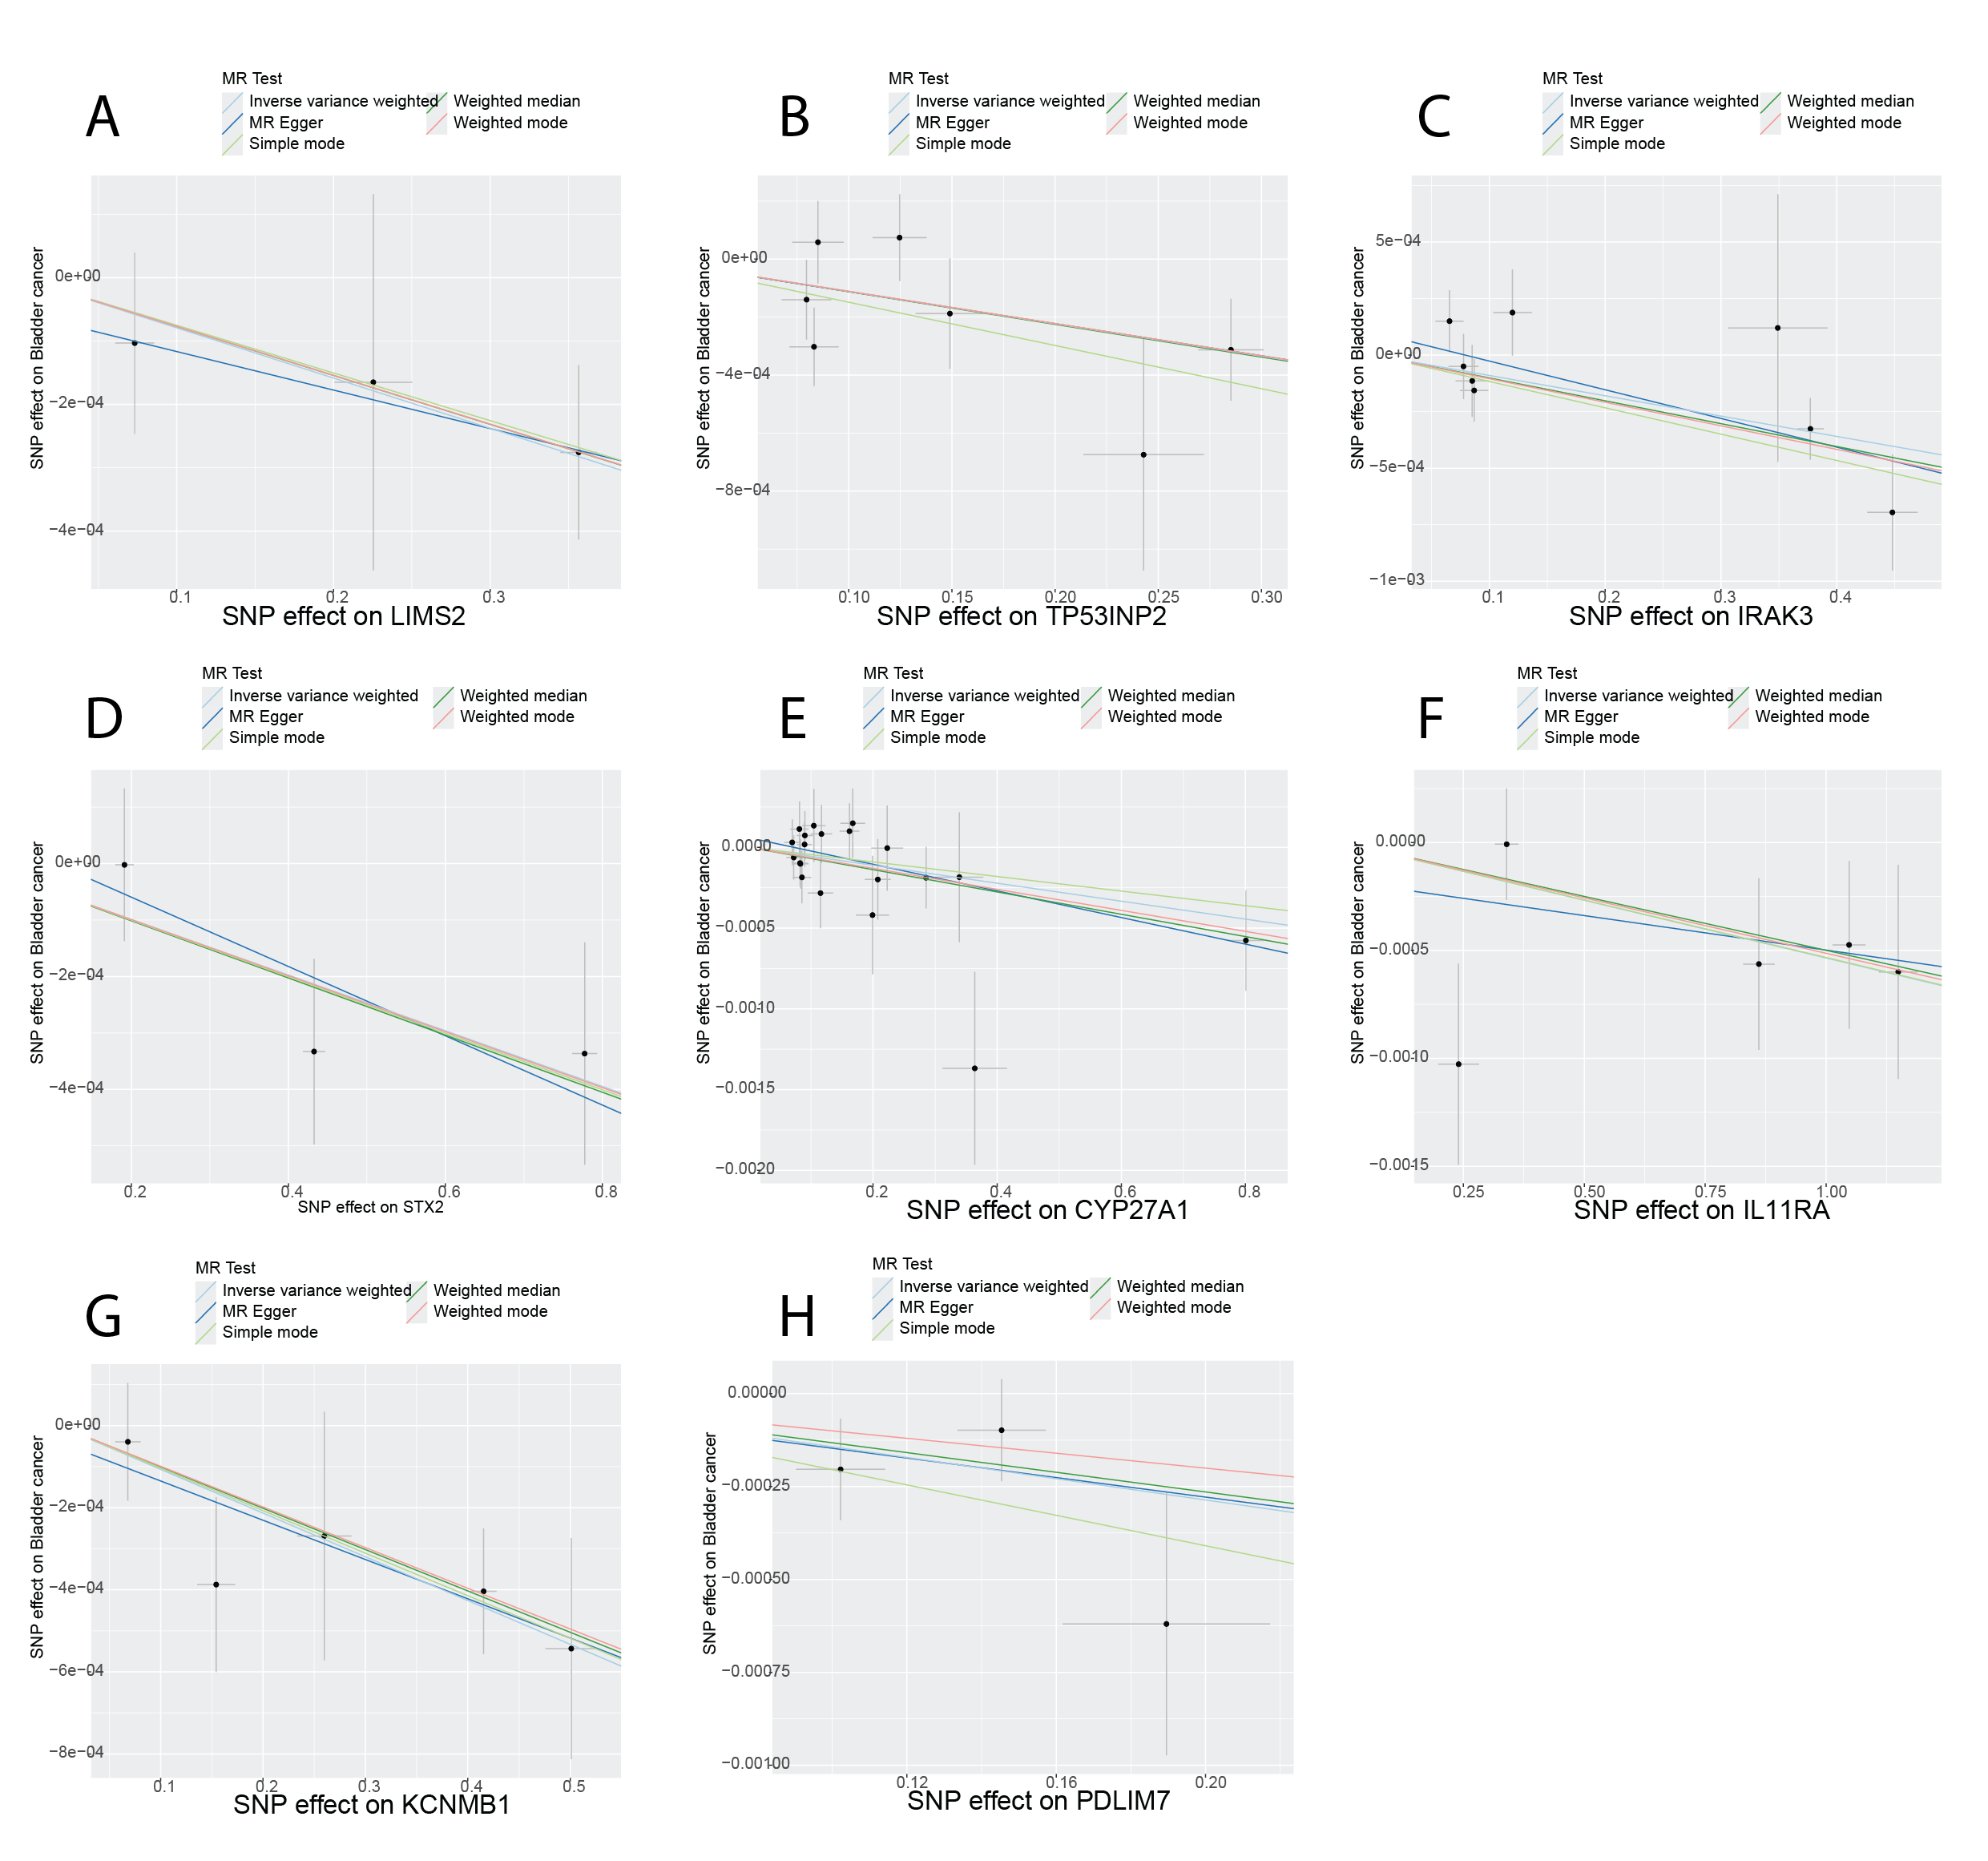 A
MR Test
Inverse variance weighted
Weighted median
MR Egger
Weighted mode
Simple mode
SNP effect on Bladder cancer
0e+00
−2e−04
−4e−04
0.1
0.2
0.3
SNP effect on LIMS2
B
MR Test
Inverse variance weighted
Weighted median
MR Egger
Weighted mode
Simple mode
SNP effect on Bladder cancer
0e+00
−4e−04
−8e−04
0.10
0.15
0.20
0.25
0.30
SNP effect on TP53INP2
C
MR Test
Inverse variance weighted
Weighted median
MR Egger
Weighted mode
Simple mode
SNP effect on Bladder cancer
5e−04
0e+00
−5e−04
−1e−03
0.1
0.2
0.3
0.4
SNP effect on IRAK3
D
MR Test
Inverse variance weighted
Weighted median
MR Egger
Weighted mode
Simple mode
SNP effect on Bladder cancer
0e+00
−2e−04
−4e−04
0.2
0.4
0.6
0.8
SNP effect on STX2
E
MR Test
Inverse variance weighted
Weighted median
MR Egger
Weighted mode
Simple mode
SNP effect on Bladder cancer
0.0000
−0.0005
−0.0010
−0.0015
−0.0020
0.2
0.4
0.6
0.8
SNP effect on CYP27A1
F
MR Test
Inverse variance weighted
Weighted median
MR Egger
Weighted mode
Simple mode
SNP effect on Bladder cancer
0.0000
−0.0005
−0.0010
−0.0015
0.25
0.50
0.75
1.00
SNP effect on IL11RA
G
MR Test
Inverse variance weighted
Weighted median
MR Egger
Weighted mode
Simple mode
SNP effect on Bladder cancer
0e+00
−2e−04
−4e−04
−6e−04
−8e−04
0.1
0.2
0.3
0.4
0.5
SNP effect on KCNMB1
H
MR Test
Inverse variance weighted
Weighted median
MR Egger
Weighted mode
Simple mode
SNP effect on Bladder cancer
0.00000
−0.00025
−0.00050
−0.00075
−0.00100
0.12
0.16
0.20
SNP effect on PDLIM7